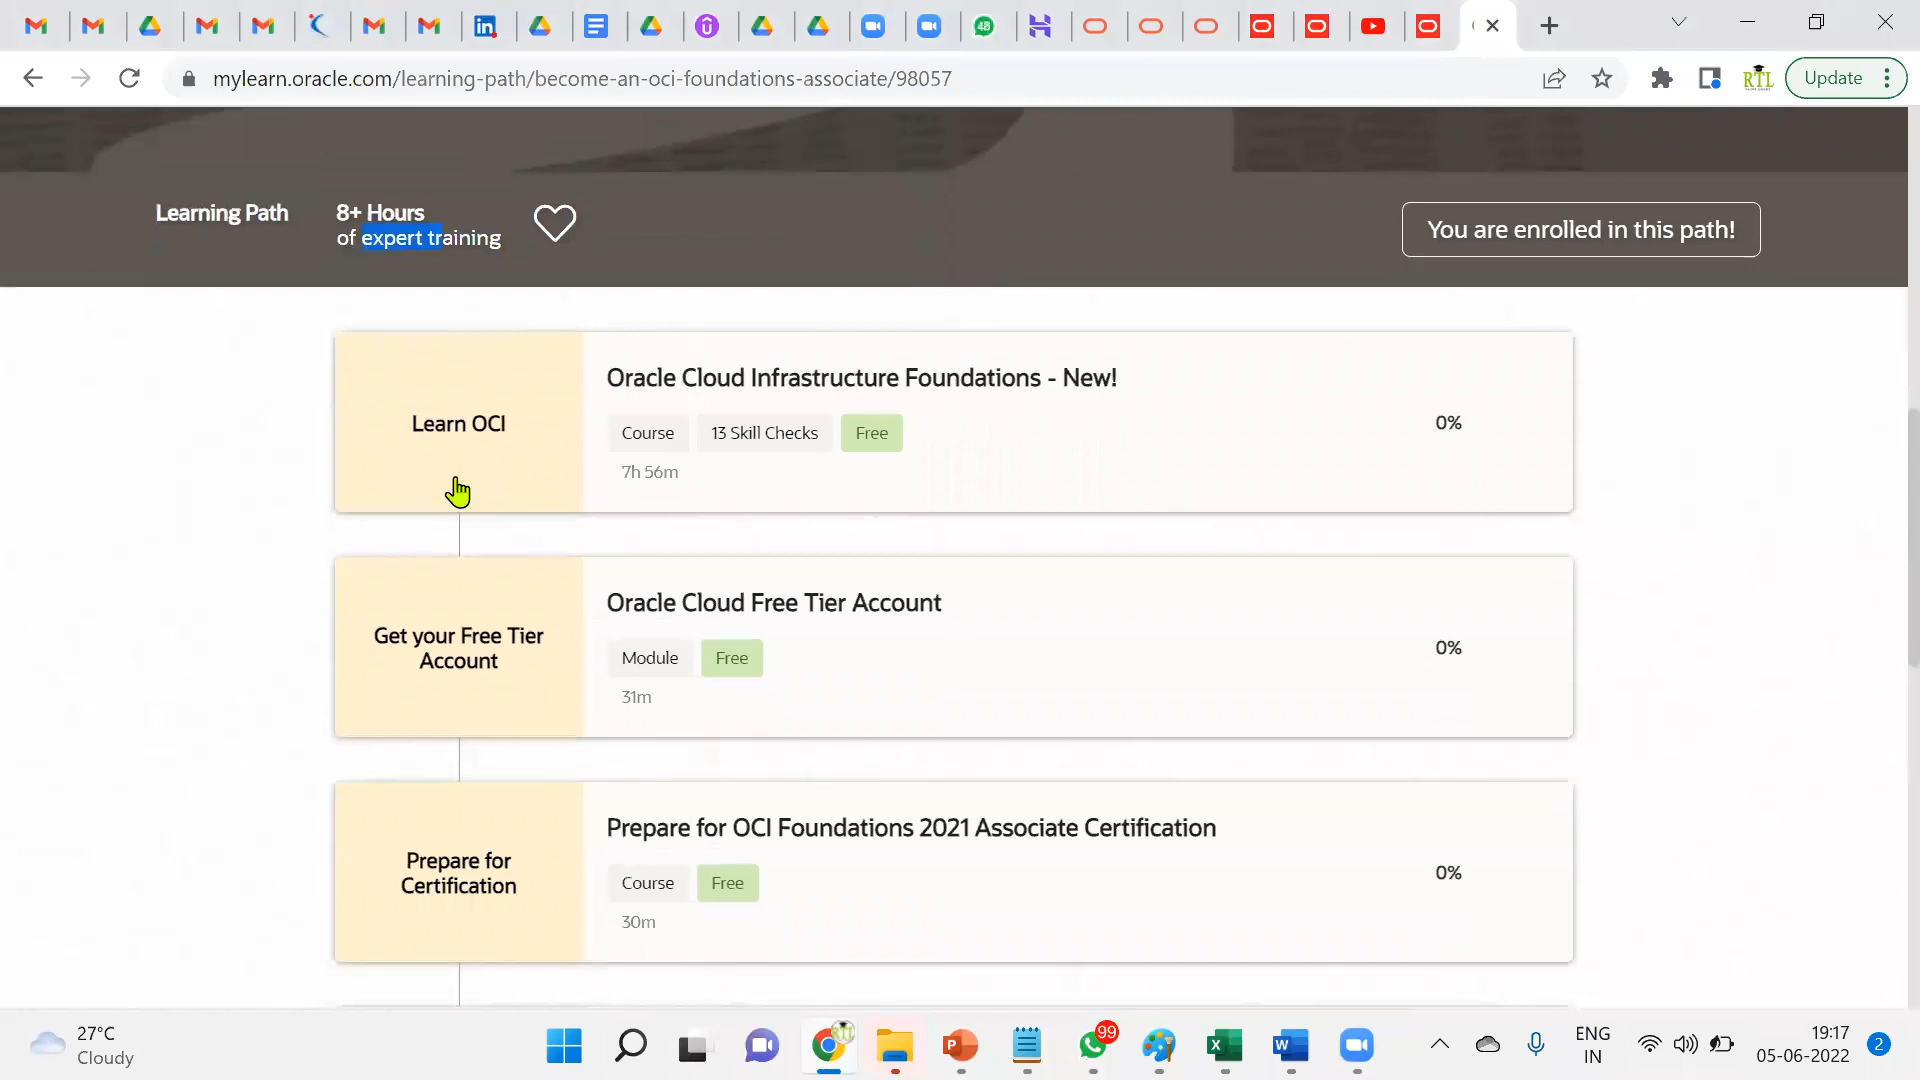 mylearn.oracle.com/learning-path/become-an-oci-foundations-associate/98057
RTL
Update
48
Learning Path
8+ Hours
of expert training
You are enrolled in this path!
Learn OCI
Oracle Cloud Infrastructure Foundations - New!
Course
13 Skill Checks
Free
7h 56m
0%
Get your Free Tier
Account
Oracle Cloud Free Tier Account
Module
Free
31m
0%
Prepare for
Certification
Prepare for OCI Foundations 2021 Associate Certification
Course
Free
30m
0%
27°C
Cloudy
99
ENG
IN
19:17
05-06-2022
2